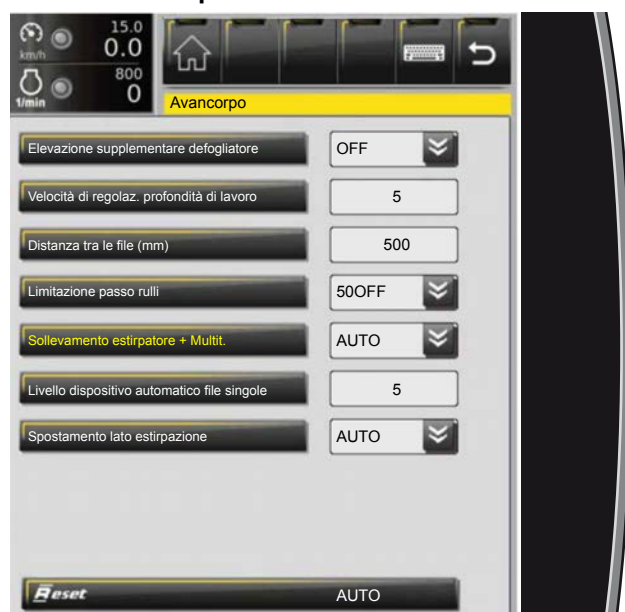 15.0
km/h 0.0
800
1/min 0
Avancorpo
Elevazione supplementare defogliatore OFF
Velocità di regolaz. profondità di lavoro 5
Distanza tra le file (mm) 500
Limitazione passo rulli 50OFF
Sollevamento estirpatore + Multit. AUTO
Livello dispositivo automatico file singole 5
Spostamento lato estirpazione AUTO
Reset AUTO